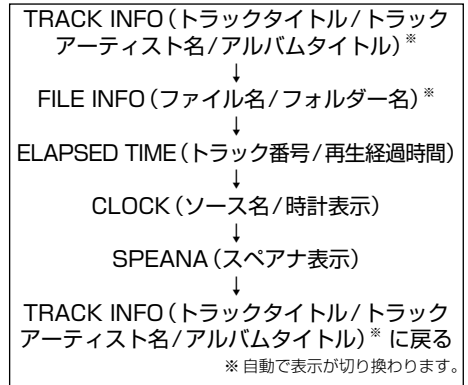 TRACK INFO（トラックタイトル/トラック
アーティスト名/アルバムタイトル）※
↓
FILE INFO（ファイル名/フォルダー名）※
↓
ELAPSED TIME（トラック番号/再生経過時間）
↓
CLOCK（ソース名/時計表示）
↓
SPEANA（スペアナ表示）
↓
TRACK INFO（トラックタイトル/トラック
アーティスト名/アルバムタイトル）※ に戻る
※ 自動で表示が切り換わります。